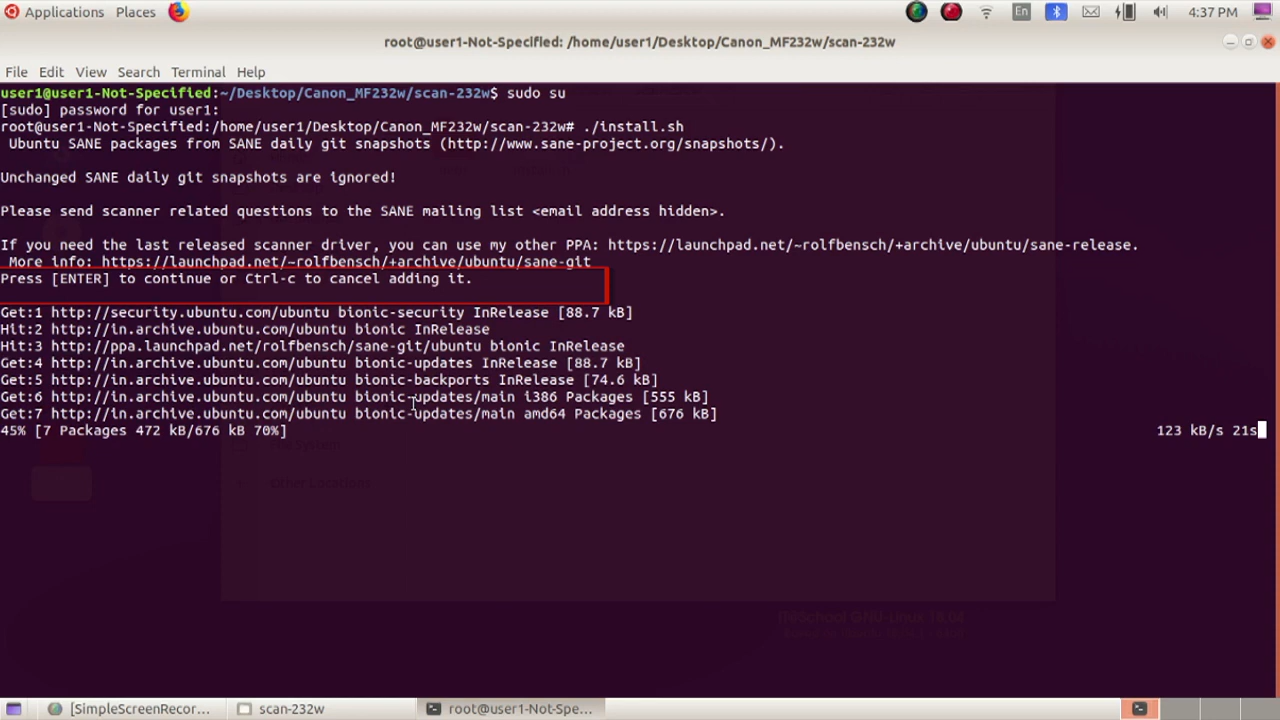 Applications Places En 4:37 PM
root@user1-Not-Specified: /home/user1/Desktop/Canon_MF232w/scan-232w
File Edit View Search Terminal Help
user1@user1-Not-Specified:~/Desktop/Canon_MF232w/scan-232w$ sudo su
[sudo] password for user1:
root@user1-Not-Specified:/home/user1/Desktop/Canon_MF232w/scan-232w# ./install.sh
Ubuntu SANE packages from SANE daily git snapshots (http://www.sane-project.org/snapshots/).
Unchanged SANE daily git snapshots are ignored!
Please send scanner related questions to the SANE mailing list <email address hidden>.
If you need the last released scanner driver, you can use my other PPA: https://launchpad.net/~rolfbensch/+archive/ubuntu/sane-release.
More info: https://launchpad.net/~rolfbensch/+archive/ubuntu/sane-git
Press [ENTER] to continue or Ctrl-c to cancel adding it.
Get:1 http://security.ubuntu.com/ubuntu bionic-security InRelease [88.7 kB]
Hit:2 http://in.archive.ubuntu.com/ubuntu bionic InRelease
Hit:3 http://ppa.launchpad.net/rolfbensch/sane-git/ubuntu bionic InRelease
Get:4 http://in.archive.ubuntu.com/ubuntu bionic-updates InRelease [88.7 kB]
Get:5 http://in.archive.ubuntu.com/ubuntu bionic-backports InRelease [74.6 kB]
Get:6 http://in.archive.ubuntu.com/ubuntu bionic-updates/main i386 Packages [555 kB]
Get:7 http://in.archive.ubuntu.com/ubuntu bionic-updates/main amd64 Packages [676 kB]
45% [7 Packages 472 kB/676 kB 70%] 123 kB/s 21s
Other Locations
[SimpleScreenRecor... scan-232w root@user1-Not-Spe...